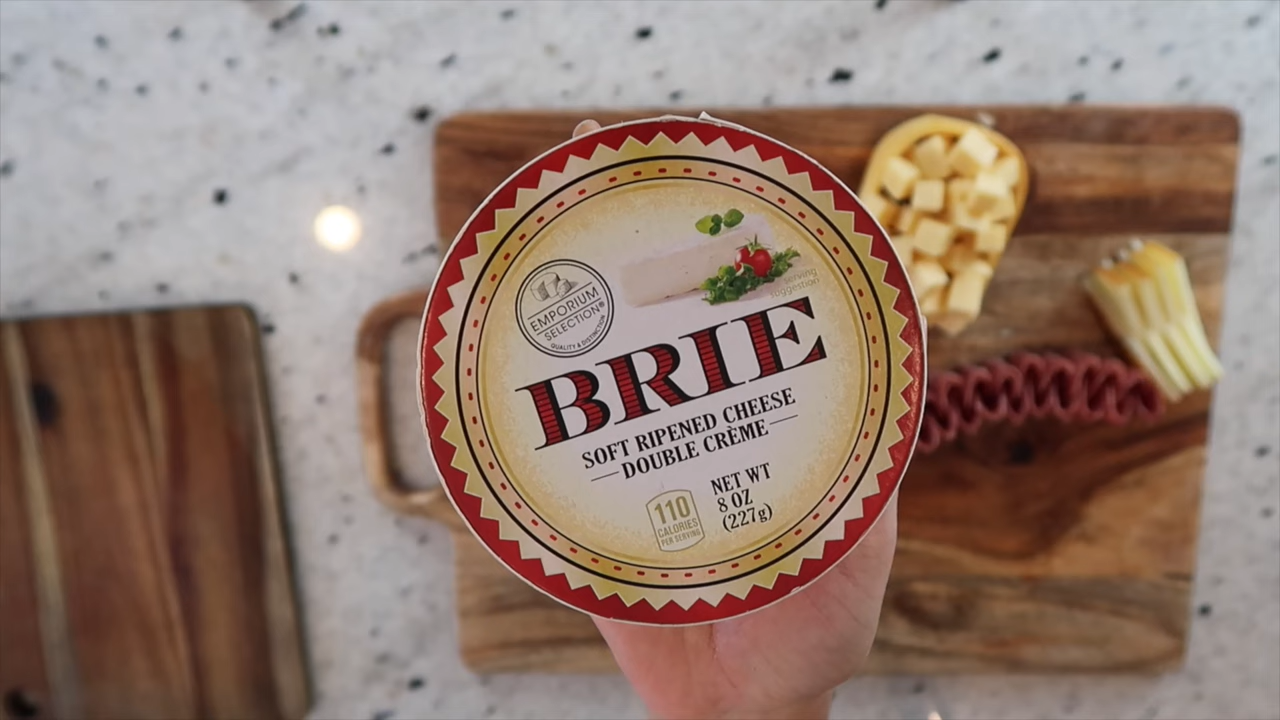 EMPORIUM
SELECTION®
QUALITY & DISTINCTION
serving
suggestion
BRIE
SOFT RIPENED CHEESE
DOUBLE CRÈME
NET WT
8 OZ
(227g)
110
CALORIES
PER SERVING